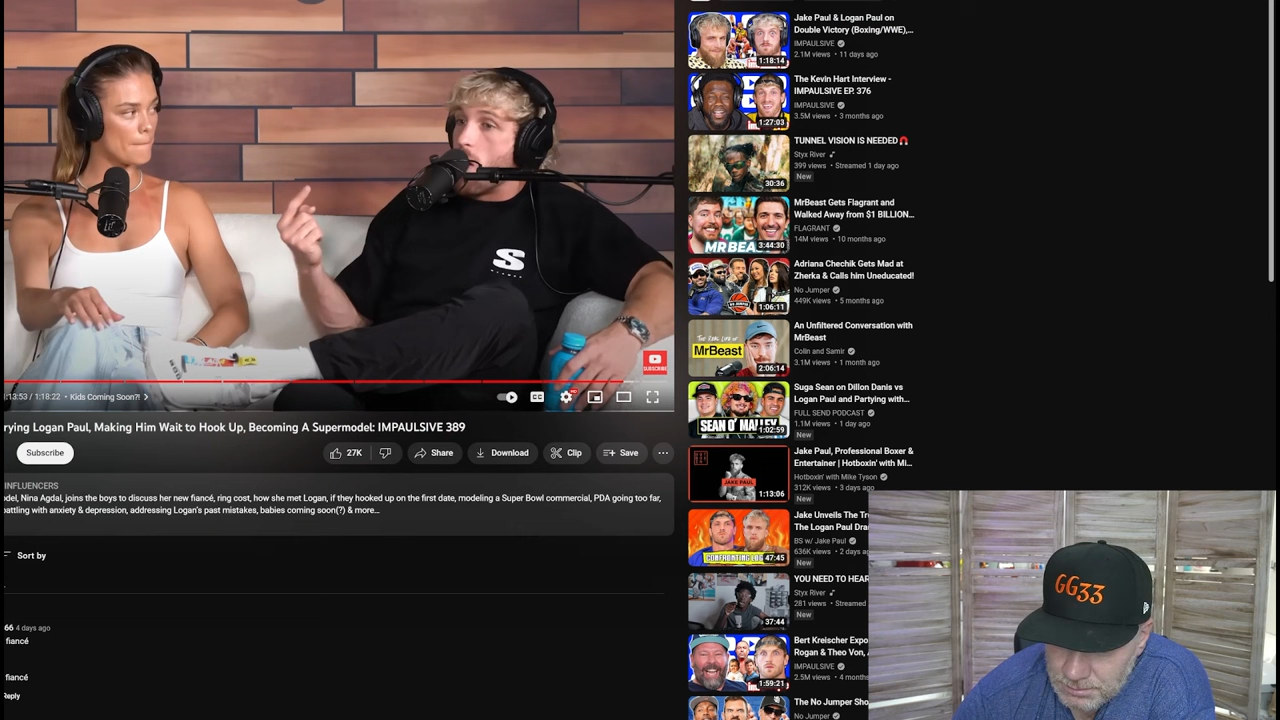 S
SUBSCRIBE
:13:53 / 1:18:22 • Kids Coming Soon?! >
rying Logan Paul, Making Him Wait to Hook Up, Becoming A Supermodel: IMPAULSIVE 389
Subscribe
27K
Share
Download
Clip
Save
INFLUENCERS
del, Nina Agdal, joins the boys to discuss her new fiancé, ring cost, how she met Logan, if they hooked up on the first date, modeling a Super Bowl commercial, PDA going too far,
battling with anxiety & depression, addressing Logan's past mistakes, babies coming soon(?) & more...
Sort by
66 4 days ago
fiancé
fiancé
Reply
1:18:14
Jake Paul & Logan Paul on
Double Victory (Boxing/WWE),...
IMPAULSIVE
2.1M views • 11 days ago
1:27:03
The Kevin Hart Interview -
IMPAULSIVE EP. 376
IMPAULSIVE
3.5M views • 3 months ago
30:36
TUNNEL VISION IS NEEDED
Styx River
399 views • Streamed 1 day ago
New
MR BEA
3:44:30
MrBeast Gets Flagrant and
Walked Away from $1 BILLION...
FLAGRANT
14M views • 10 months ago
1:06:11
Adriana Chechik Gets Mad at
Zherka & Calls him Uneducated!
No Jumper
449K views • 5 months ago
THE REAL LIFE OF
MrBeast
2:06:14
An Unfiltered Conversation with
MrBeast
Colin and Samir
3.1M views • 1 month ago
SEAN O'MALLEY
1:02:59
Suga Sean on Dillon Danis vs
Logan Paul and Partying with...
FULL SEND PODCAST
1.1M views • 1 day ago
New
JAKE PAUL
1:13:06
Jake Paul, Professional Boxer &
Entertainer | Hotboxin' with Mi...
Hotboxin' with Mike Tyson
312K views • 3 days ago
New
CONFRONTING LOG
47:45
Jake Unveils The Tr
The Logan Paul Dra
BS w/ Jake Paul
636K views • 2 days ag
New
37:44
YOU NEED TO HEAR
Styx River
281 views • Streamed
New
1:59:21
Bert Kreischer Expo
Rogan & Theo Von,
IMPAULSIVE
2.5M views • 4 month
The No Jumper Sho
No Jumper
GG33